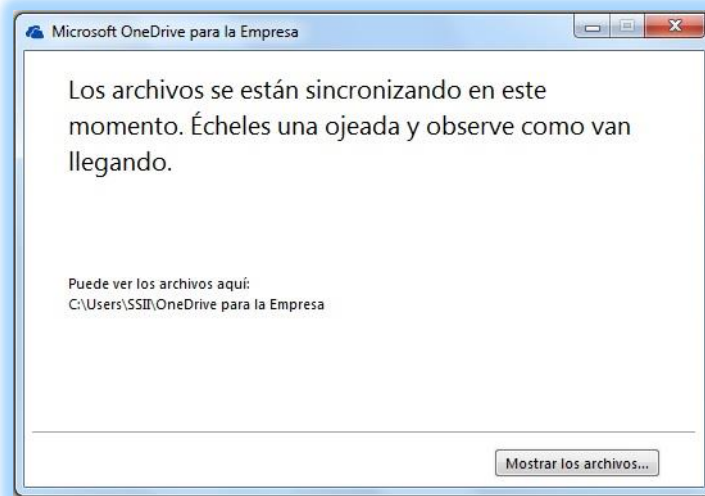 Microsoft OneDrive para la Empresa
Los archivos se están sincronizando en este
momento. Écheles una ojeada y observe como van
llegando.
Puede ver los archivos aquí:
C:\Users\SSII\OneDrive para la Empresa
Mostrar los archivos...